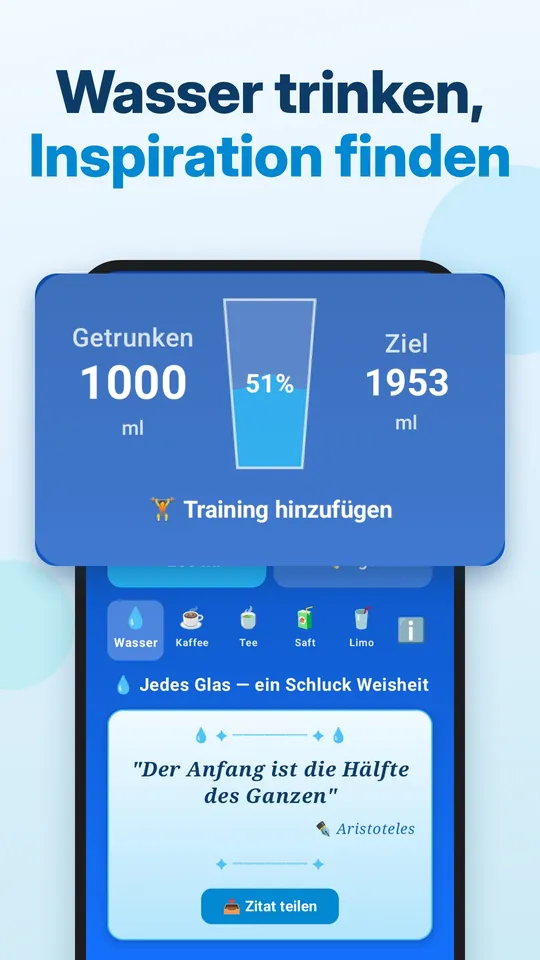 Wasser trinken,
Inspiration finden
Getrunken
1000
ml
51%
Ziel
1953
ml
🏋 Training hinzufügen
Wasser
Kaffee
Tee
Saft
Limo
💧 Jedes Glas — ein Schluck Weisheit
"Der Anfang ist die Hälfte
des Ganzen"
✒ Aristoteles
📤 Zitat teilen